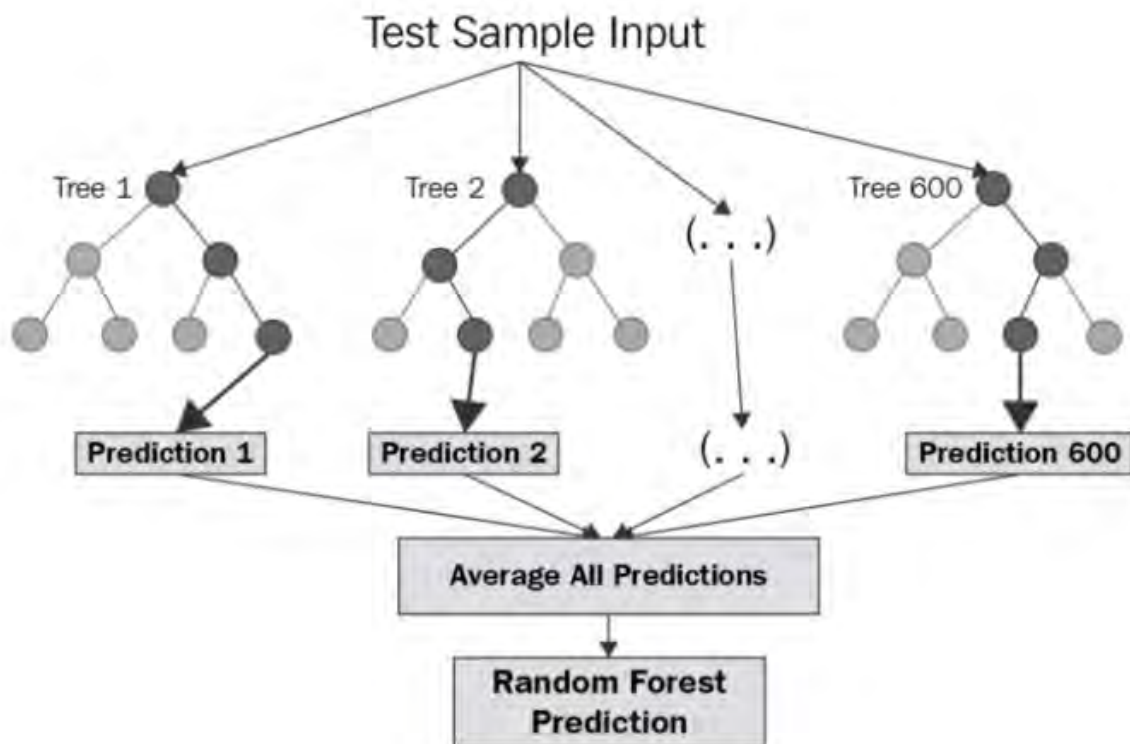 Test Sample Input
Tree 1
Tree 2
Tree 600
(. . .)
Prediction 1
Prediction 2
(. . .)
Prediction 600
Average All Predictions
Random Forest
Prediction